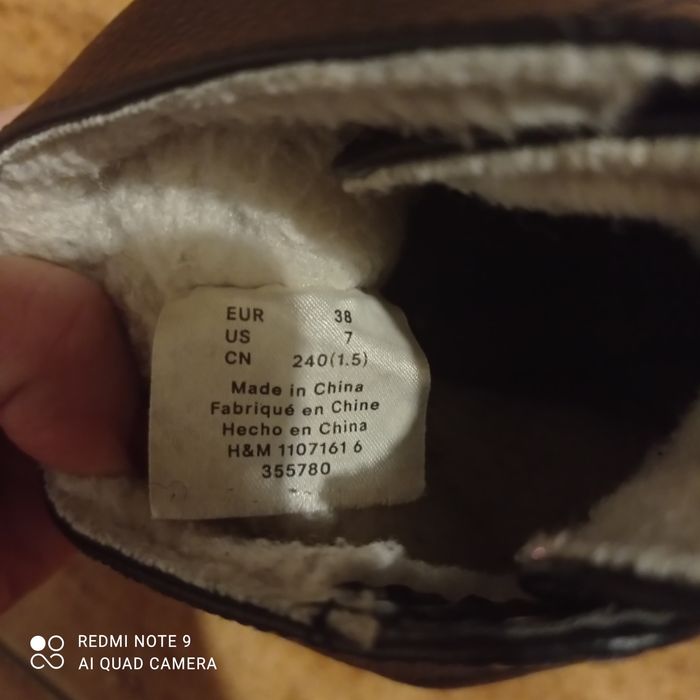 EUR 38
US 7
CN 240(1.5)
Made in China
Fabriqué en Chine
Hecho en China
H&M 1107161 6
355780
REDMI NOTE 9
AI QUAD CAMERA